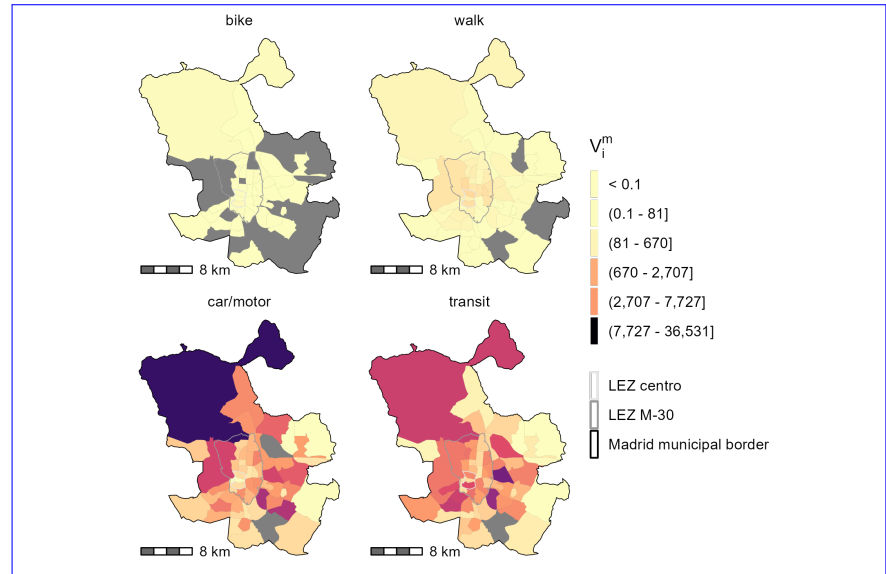 bike
walk
8 km
8 km
car/motor
transit
8 km
8 km
V_i^m
< 0.1
(0.1 - 81]
(81 - 670]
(670 - 2,707]
(2,707 - 7,727]
(7,727 - 36,531]
LEZ centro
LEZ M-30
Madrid municipal border